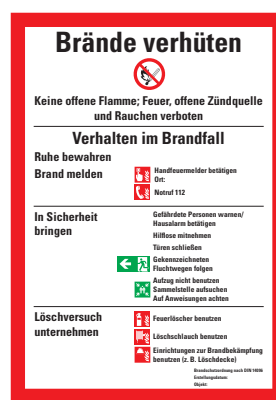 Brände verhüten
Keine offene Flamme; Feuer, offene Zündquelle
und Rauchen verboten
Verhalten im Brandfall
Ruhe bewahren
Brand melden
Handfeuermelder betätigen
Ort:
Notruf 112
In Sicherheit
bringen
Gefährdete Personen warnen/
Hausalarm betätigen
Hilflose mitnehmen
Türen schließen
Gekennzeichneten
Fluchtwegen folgen
Aufzug nicht benutzen
Sammelstelle aufsuchen
Auf Anweisungen achten
Löschversuch
unternehmen
Feuerlöscher benutzen
Löschschlauch benutzen
Einrichtungen zur Brandbekämpfung
benutzen (z. B. Löschdecke)
Brandschutzordnung nach DIN 14096
Erstellungsdatum:
Objekt: